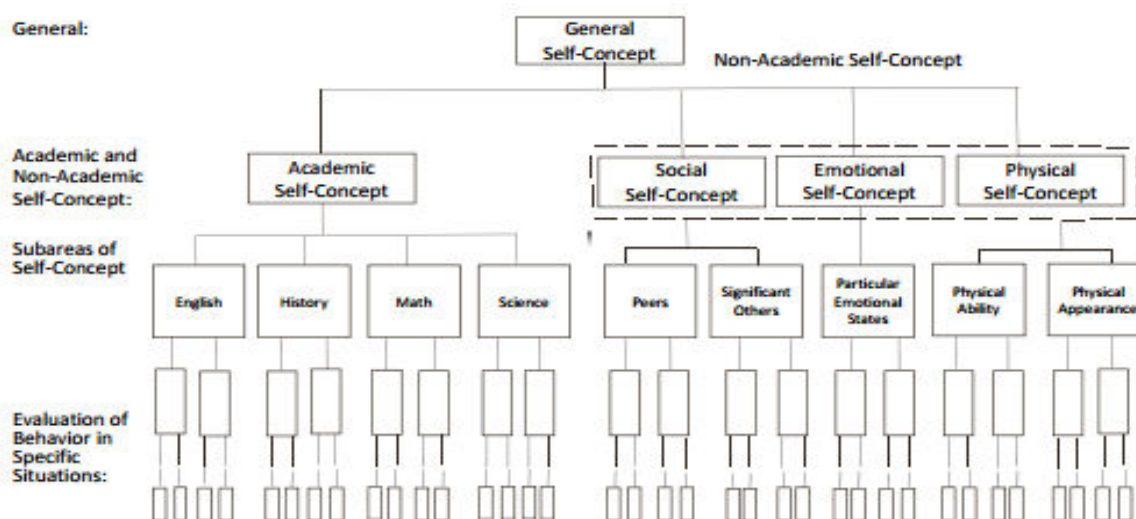 General:
General
Self-Concept
Non-Academic Self-Concept
Academic and
Non-Academic
Self-Concept:
Academic
Self-Concept
Social
Self-Concept
Emotional
Self-Concept
Physical
Self-Concept
Subareas of
Self-Concept
English
History
Math
Science
Peers
Significant
Others
Particular
Emotional
States
Physical
Ability
Physical
Appearance
Evaluation of
Behavior in
Specific
Situations: